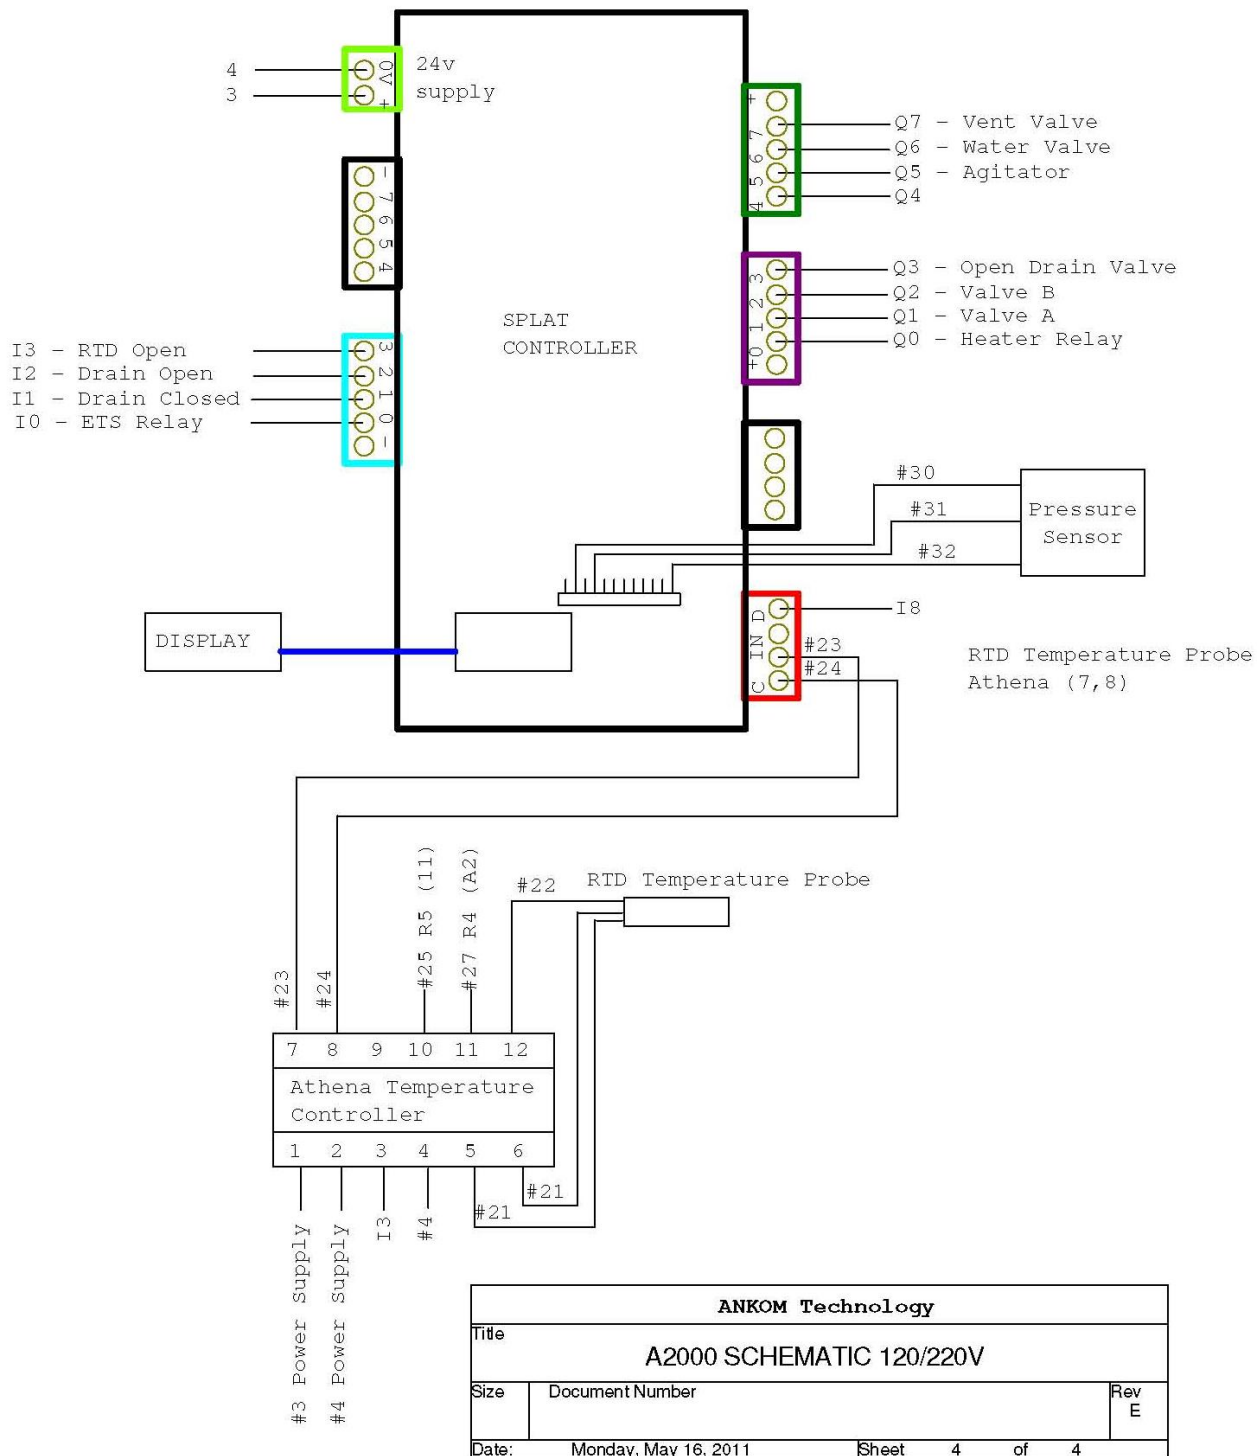 4
3
0V
+
24v
supply
-
7
6
5
4
I3 - RTD Open
I2 - Drain Open
I1 - Drain Closed
I0 - ETS Relay
3
2
1
0
-
SPLAT
CONTROLLER
+
7
6
5
4
Q7 - Vent Valve
Q6 - Water Valve
Q5 - Agitator
Q4
3
2
1
0
+
Q3 - Open Drain Valve
Q2 - Valve B
Q1 - Valve A
Q0 - Heater Relay
#30
#31
#32
Pressure
Sensor
DISPLAY
D
IN
C
I8
#23
#24
RTD Temperature Probe
Athena (7,8)
#23
#24
#25 R5 (11)
#27 R4 (A2)
#22
RTD Temperature Probe
7 8 9 10 11 12
Athena Temperature
Controller
1 2 3 4 5 6
#21
#21
#3 Power Supply
#4 Power Supply
I3
#4
ANKOM Technology
Title
A2000 SCHEMATIC 120/220V
Size Document Number Rev
E
Date: Monday, May 16, 2011 Sheet 4 of 4